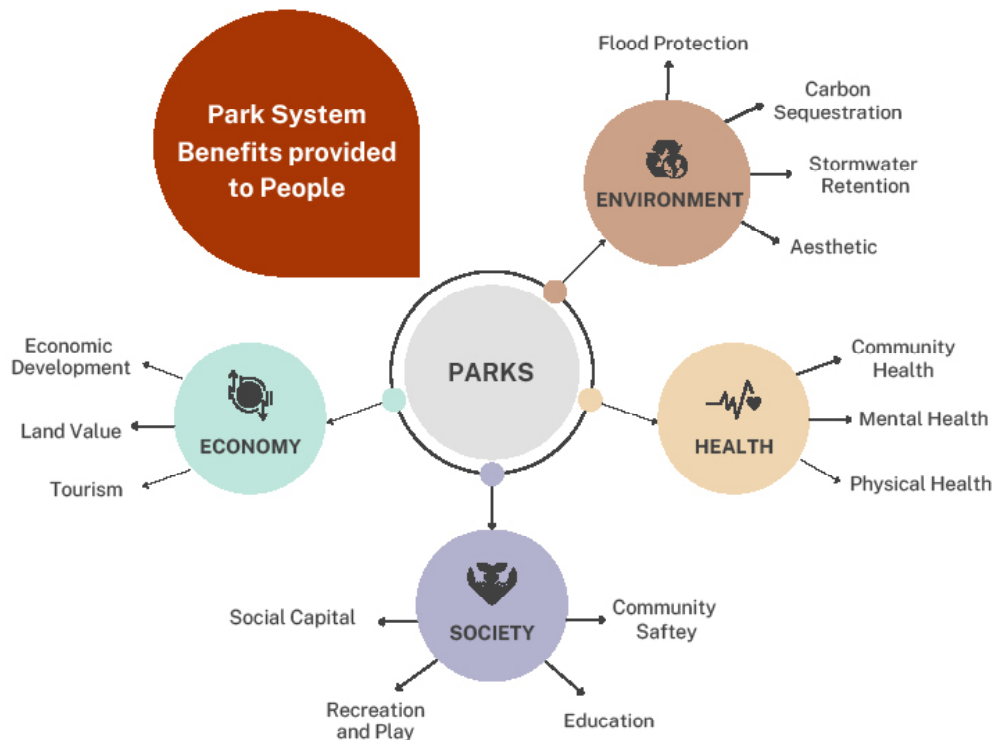 Park System
Benefits provided
to People
Flood Protection
Carbon
Sequestration
Stormwater
Retention
Aesthetic
ENVIRONMENT
PARKS
Economic
Development
Land Value
Tourism
ECONOMY
Community
Health
Mental Health
Physical Health
HEALTH
Social Capital
SOCIETY
Community
Saftey
Recreation
and Play
Education